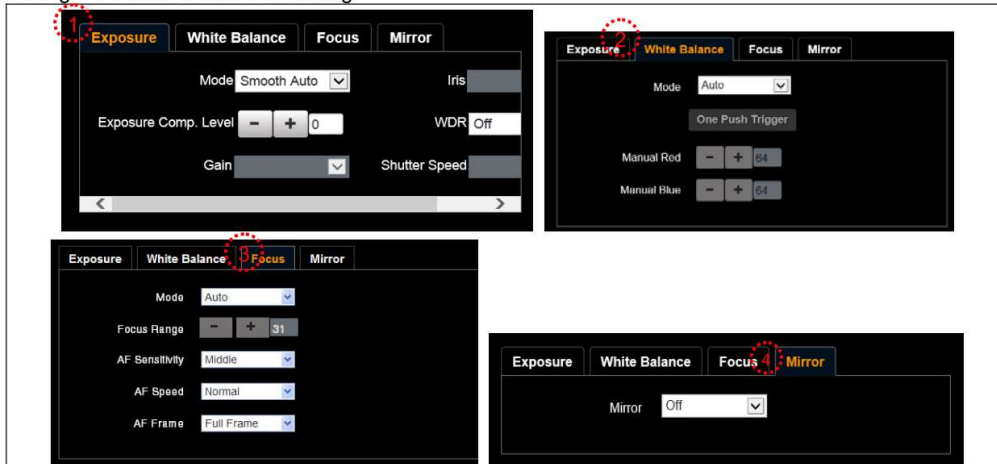 1
Exposure White Balance Focus Mirror
Mode Smooth Auto Iris
Exposure Comp. Level - + 0 WDR Off
Gain Shutter Speed
2
Exposure White Balance Focus Mirror
Mode Auto
One Push Trigger
Manual Red - + 64
Manual Blue - + 64
3
Exposure White Balance Focus Mirror
Mode Auto
Focus Range - + 31
AF Sensitivity Middle
AF Speed Normal
AF Frame Full Frame
4
Exposure White Balance Focus Mirror
Mirror Off